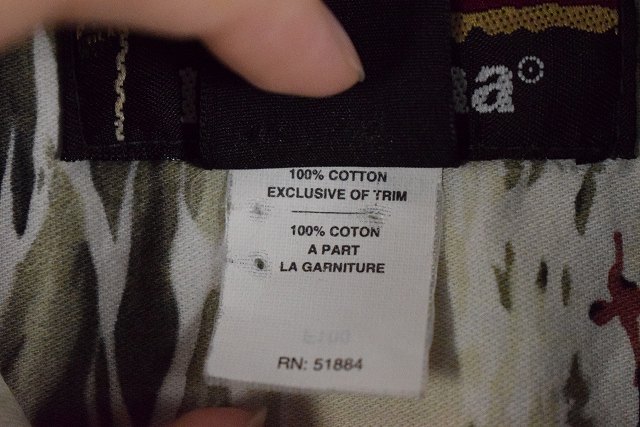 a®
100% COTTON
EXCLUSIVE OF TRIM
100% COTON
A PART
LA GARNITURE
RN: 51884